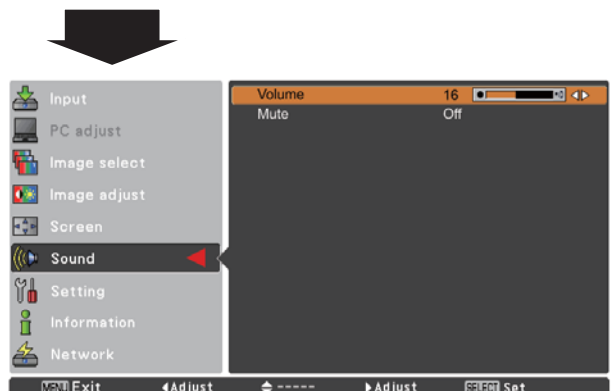 Input
PC adjust
Image select
Image adjust
Screen
Sound
Setting
Information
Network
Volume 16
Mute Off
MENU Exit ◀Adjust ◆ ----- ▶Adjust SELECT Set